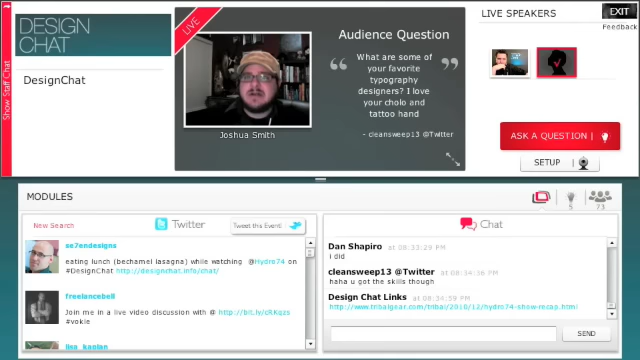 Show Staff Chat
DESIGN
CHAT
DesignChat
LIVE
Joshua Smith
Audience Question
“ What are some of
your favorite
typography
designers? I love
your cholo and
tattoo hand ”
- cleansweep13 @Twitter
LIVE SPEAKERS
EXIT
Feedback
ASK A QUESTION |
SETUP |
MODULES
5
73
New Search
Twitter
Tweet this Event!
se7endesigns
eating lunch (bechamel lasagna) while watching @Hydro74 on
#DesignChat http://designchat.info/chat/
freelancebell
Join me in a live video discussion with @ http://bit.ly/cRKqzs
#vokle
lisa_kaplan
Chat
Dan Shapiro at 08:33:29 PM
i did
cleansweep13 @Twitter at 08:34:36 PM
haha u got the skills though
Design Chat Links at 08:34:59 PM
http://www.tribalgear.com/tribal/2010/12/hydro74-show-recap.html
SEND